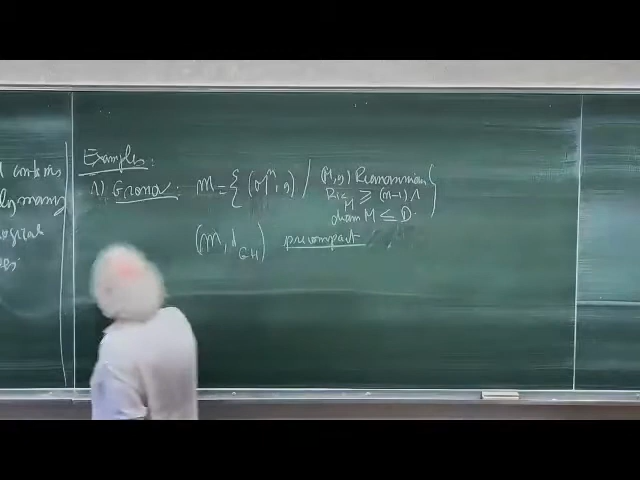 Examples:
1) Gromov: M = { (M^n, g) / (M, g) Riemannian
Ric_M ≥ (n-1) Λ
diam M ≤ D }
(M, d_GH) precompact